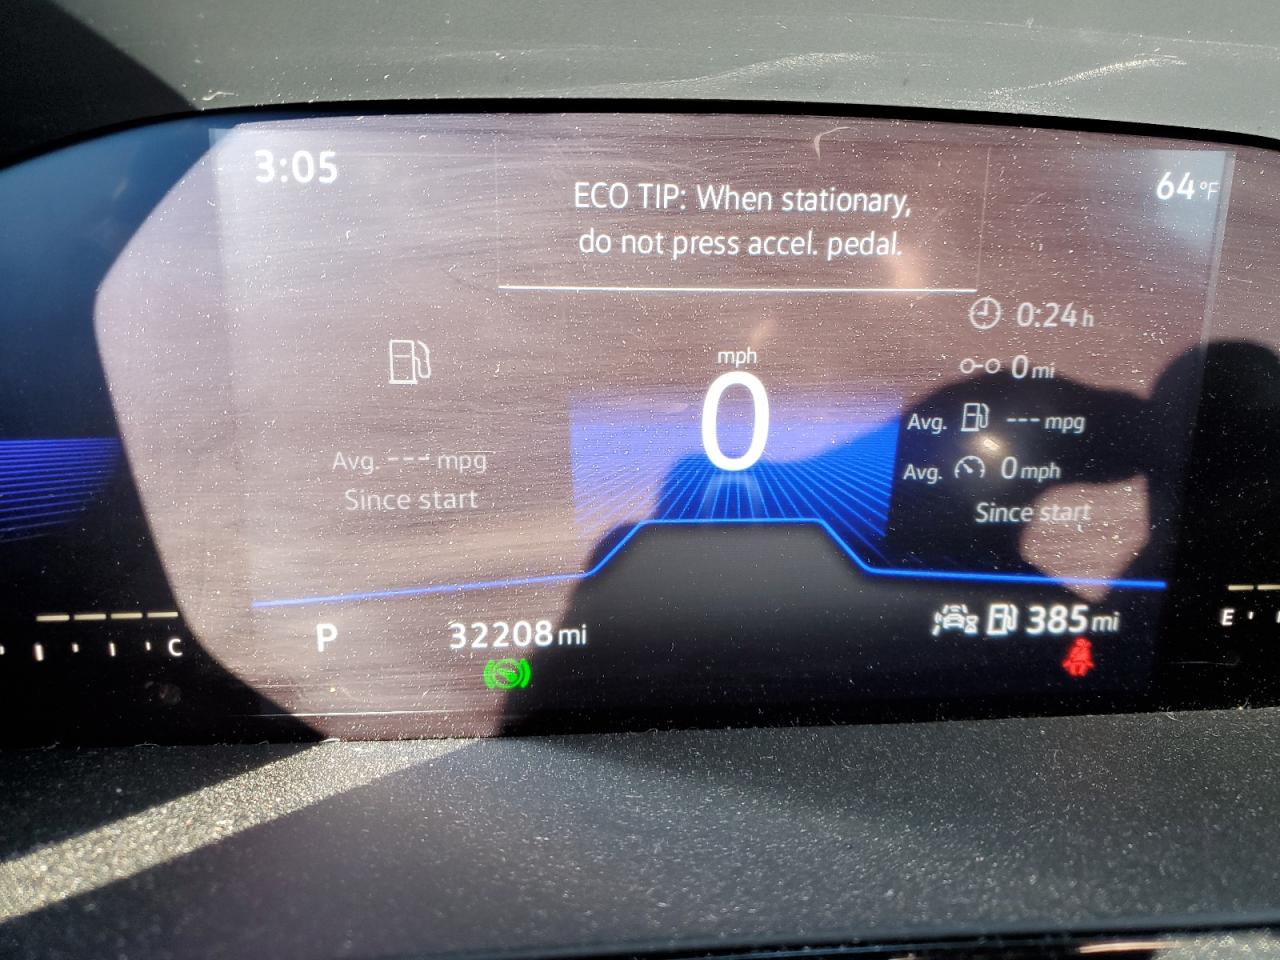 3:05
ECO TIP: When stationary,
do not press accel. pedal.
64 °F
0:24 h
0 mi
mph
0
Avg. --- mpg
Avg. 0 mph
Since start
Avg. --- mpg
Since start
P
32208 mi
385 mi
C
E